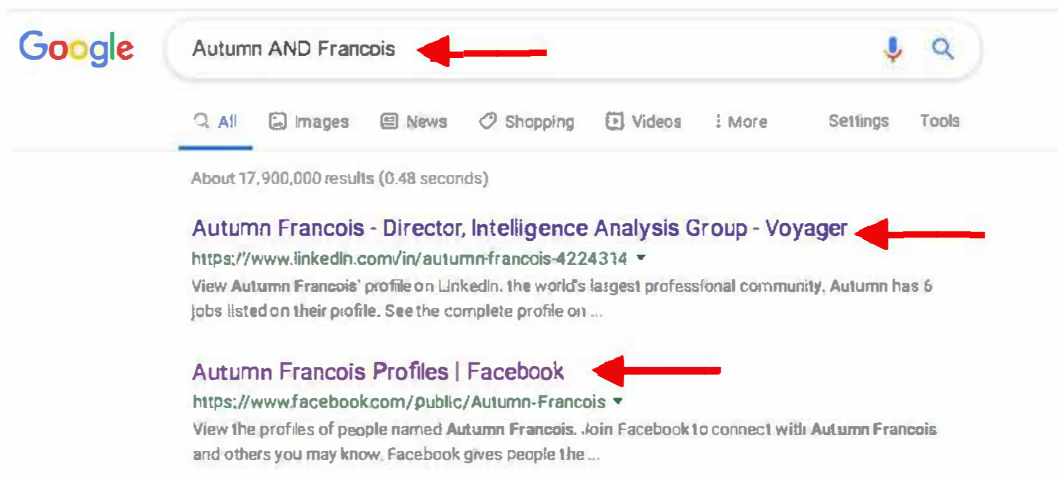 Google
Autumn AND Francois
All Images News Shopping Videos More Settings Tools
About 17,900,000 results (0.48 seconds)
Autumn Francois - Director, Intelligence Analysis Group - Voyager
https://www.linkedin.com/in/autumn-francois-4224314
View Autumn Francois' profile on LinkedIn, the world's largest professional community. Autumn has 6
jobs listed on their profile. See the complete profile on ...
Autumn Francois Profiles | Facebook
https://www.facebook.com/public/Autumn-Francois
View the profiles of people named Autumn Francois. Join Facebook to connect with Autumn Francois
and others you may know. Facebook gives people the ...